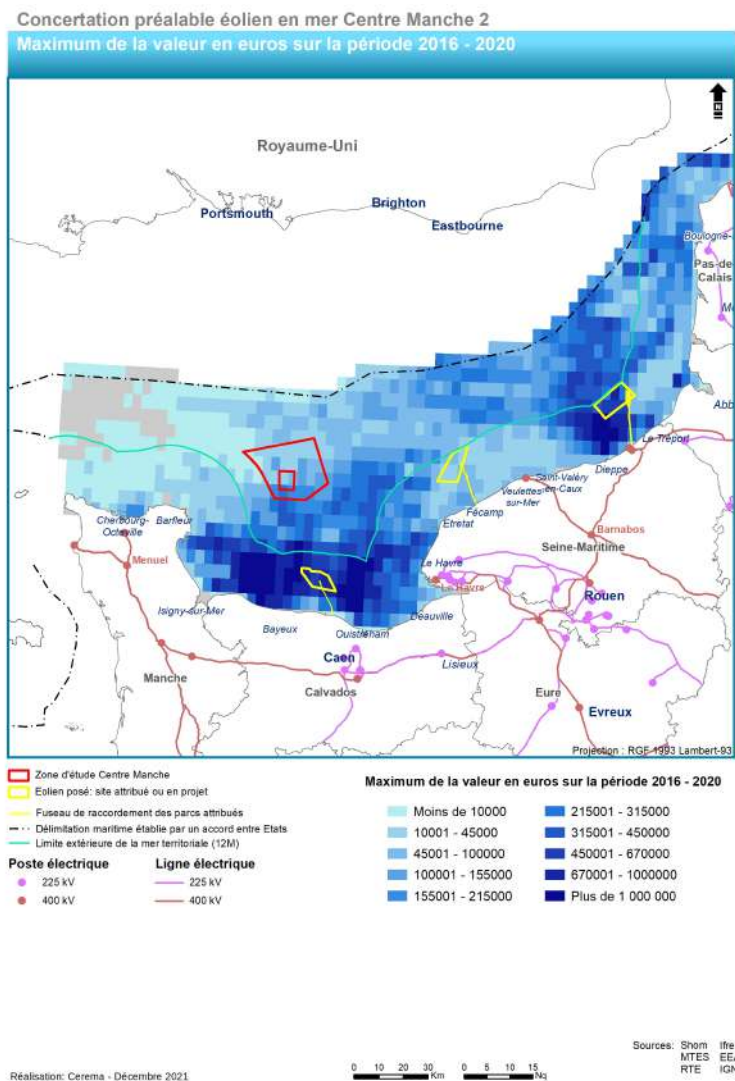 Concertation préalable éolien en mer Centre Manche 2
Maximum de la valeur en euros sur la période 2016 - 2020
N
Royaume-Uni
Portsmouth
Brighton
Eastbourne
Boulogne-
Pas-de-
Calais
Abb
Le Tréport
Dieppe
Saint-Valéry
-en-Caux
Veulettes-
sur-Mer
Fécamp
Etretat
Barnabos
Seine-Maritime
Cherbourg-
Octeville
Barfleur
Menuel
Le Havre
Le Havre
Rouen
Isigny-sur-Mer
Bayeux
Ouistreham
Deauville
Caen
Lisieux
Manche
Calvados
Eure
Evreux
Projection : RGF 1993 Lambert-93
Zone d'étude Centre Manche
Eolien posé: site attribué ou en projet
Fuseau de raccordement des parcs attribués
Délimitation maritime établie par un accord entre Etats
Limite extérieure de la mer territoriale (12M)
Poste électrique
225 kV
400 kV
Ligne électrique
225 kV
400 kV
Maximum de la valeur en euros sur la période 2016 - 2020
Moins de 10000
10001 - 45000
45001 - 100000
100001 - 155000
155001 - 215000
215001 - 315000
315001 - 450000
450001 - 670000
670001 - 1000000
Plus de 1 000 000
Réalisation: Cerema - Décembre 2021
0 10 20 30
Km
0 5 10 15
Nq
Sources: Shom Ifre
MTES EEA
RTE IGN